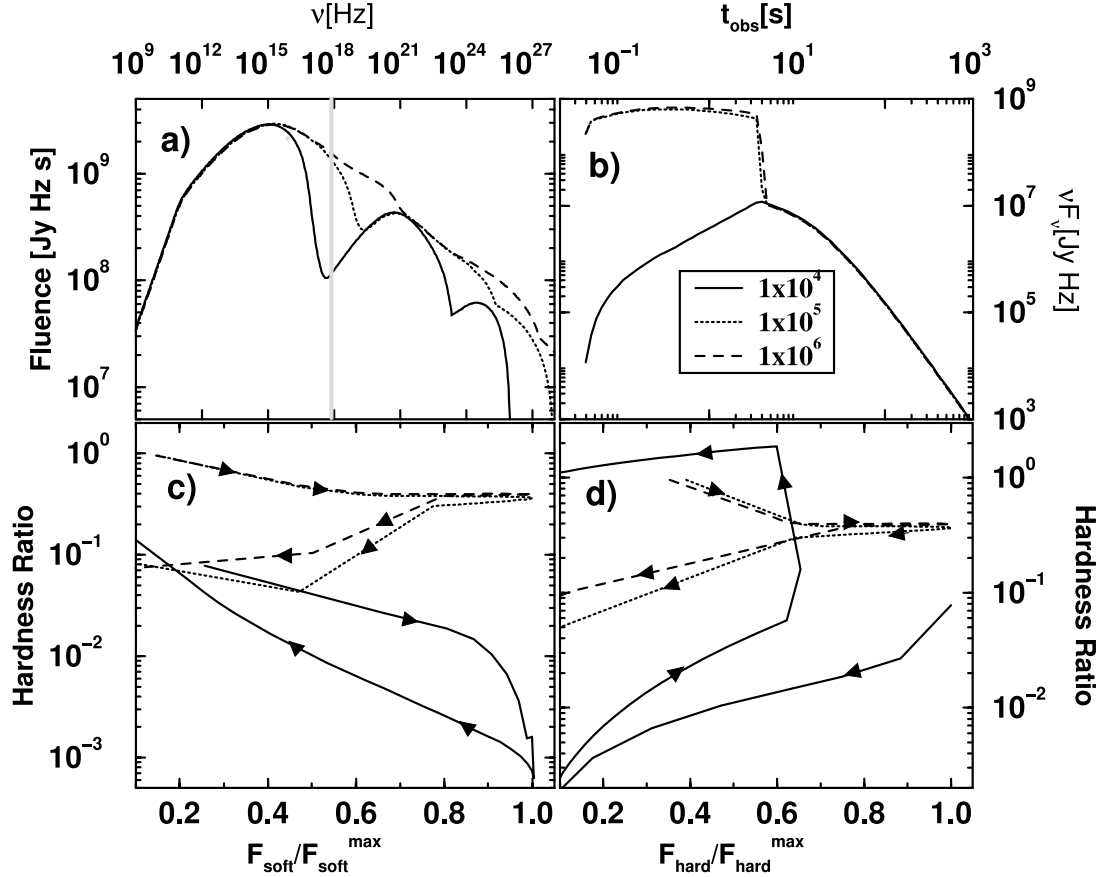 ν[Hz]
t_obs[s]
10^9 10^12 10^15 10^18 10^21 10^24 10^27
10^-1 10^1 10^3
a)
b)
Fluence [Jy Hz s]
10^9
10^8
10^7
νF_ν[Jy Hz]
10^9
10^7
10^5
10^3
1x10^4
1x10^5
1x10^6
c)
d)
Hardness Ratio
10^0
10^-1
10^-2
10^-3
Hardness Ratio
10^0
10^-1
10^-2
0.2 0.4 0.6 0.8 1.0
0.2 0.4 0.6 0.8 1.0
F_soft/F_soft^max
F_hard/F_hard^max